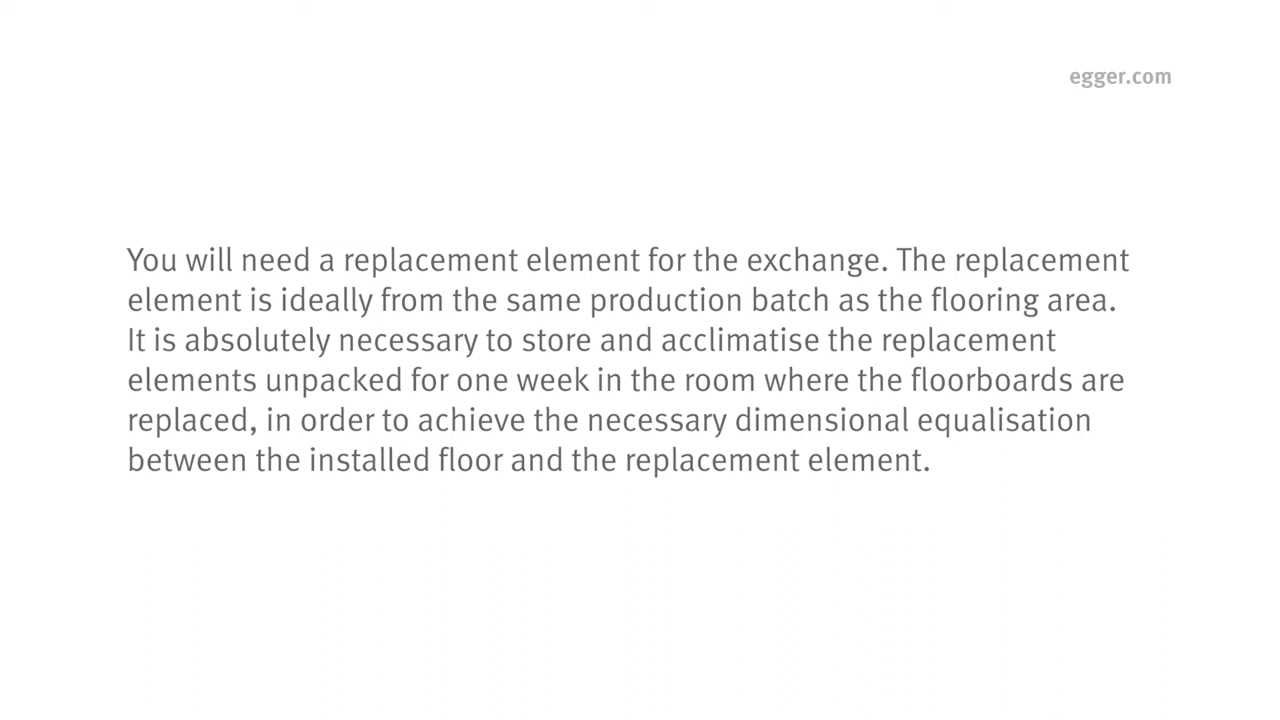 egger.com
You will need a replacement element for the exchange. The replacement
element is ideally from the same production batch as the flooring area.
It is absolutely necessary to store and acclimatise the replacement
elements unpacked for one week in the room where the floorboards are
replaced, in order to achieve the necessary dimensional equalisation
between the installed floor and the replacement element.